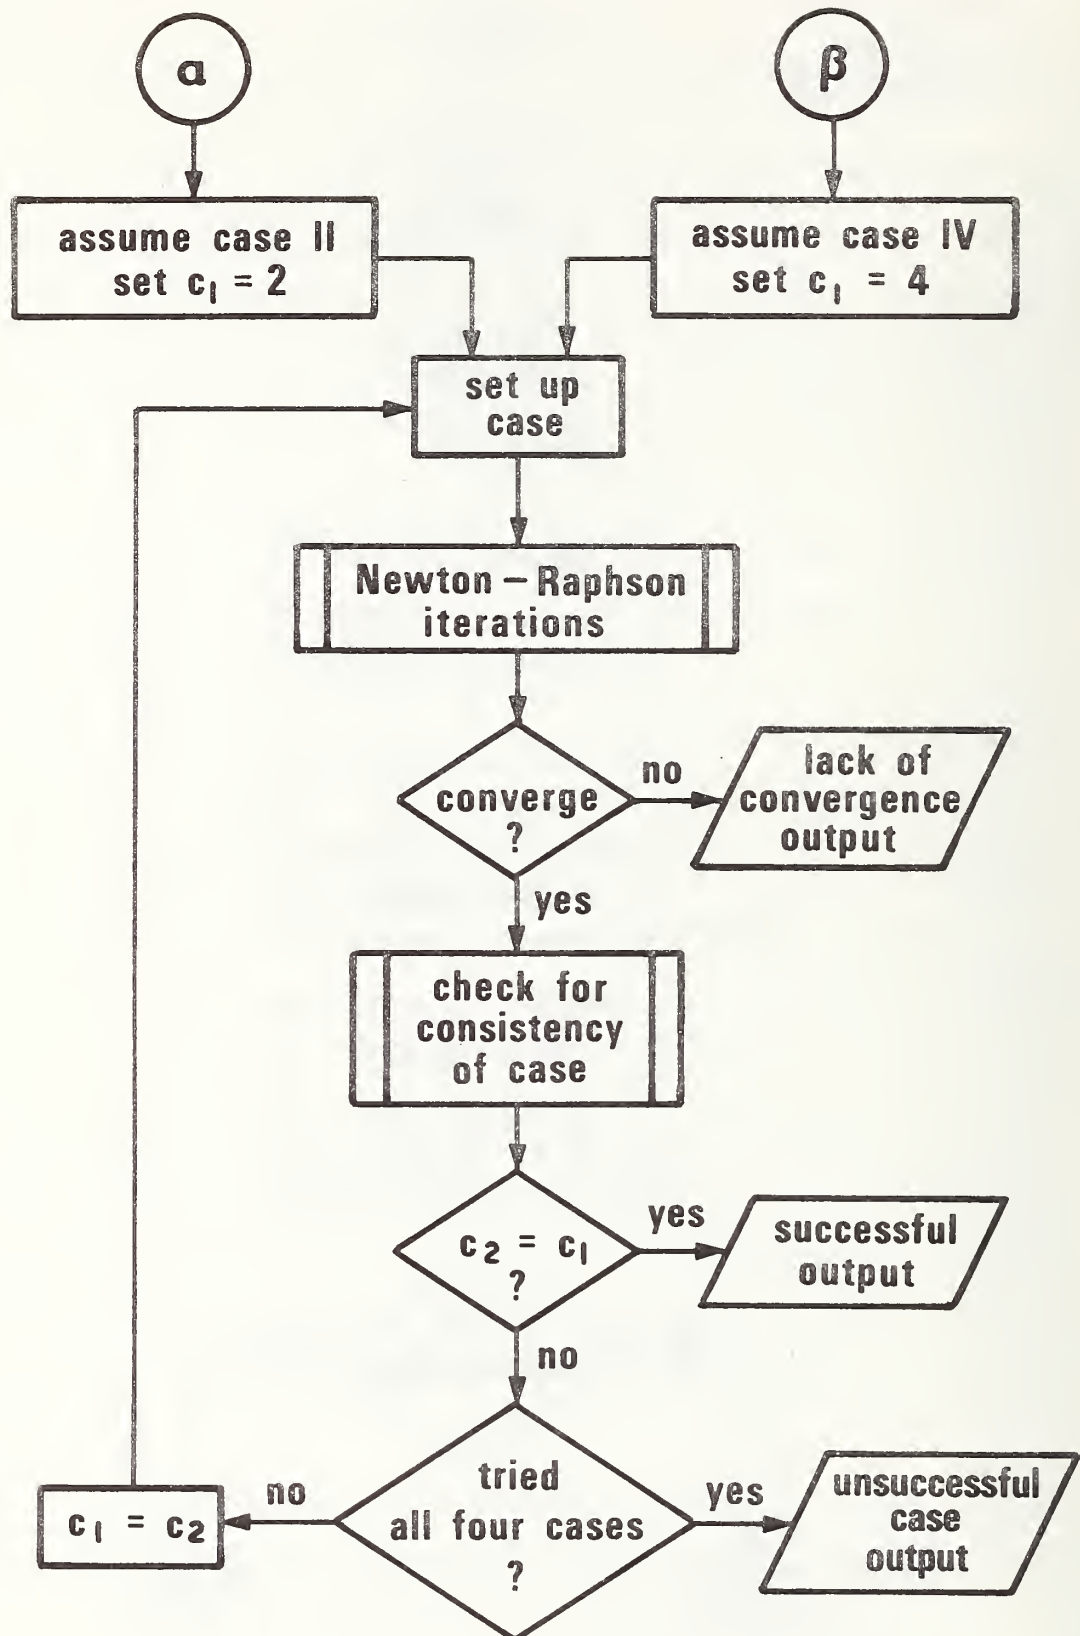 α
β
assume case II
set c₁ = 2
assume case IV
set c₁ = 4
set up
case
Newton – Raphson
iterations
converge
?
no
lack of
convergence
output
yes
check for
consistency
of case
c₂ = c₁
?
yes
successful
output
no
tried
all four cases
?
no
c₁ = c₂
yes
unsuccessful
case
output